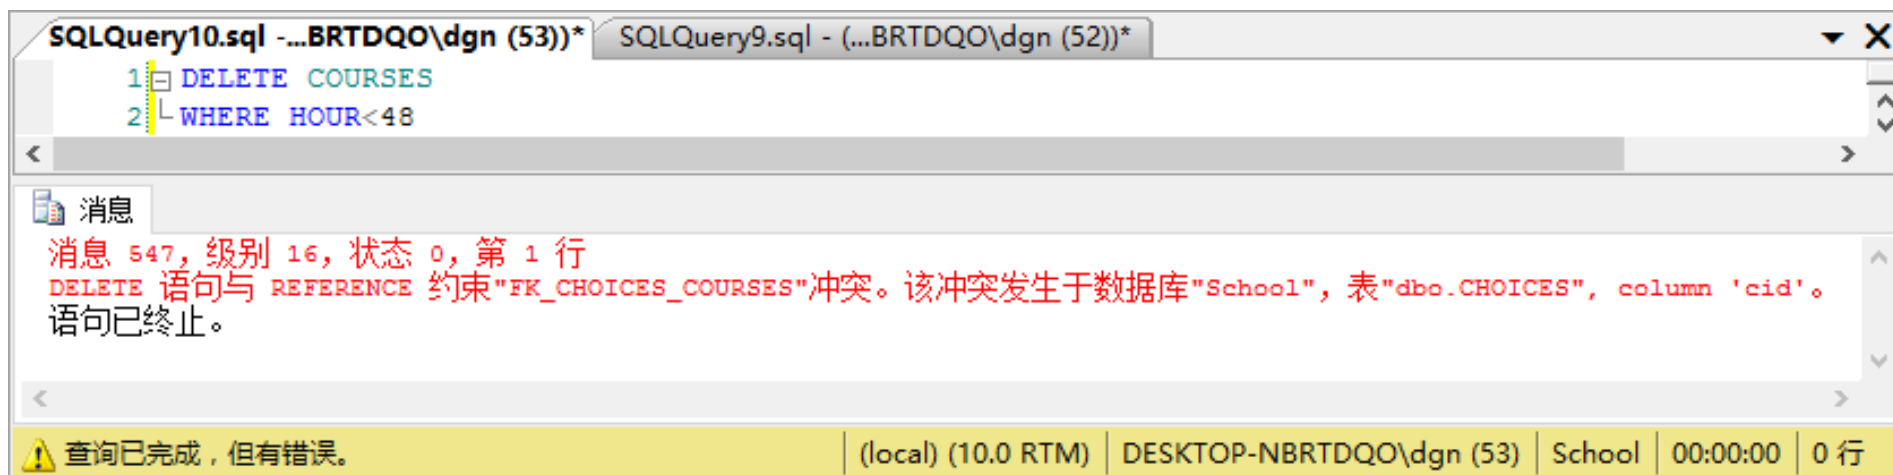 SQLQuery10.sql -...BRTDQO\dgn (53))* SQLQuery9.sql - (...BRTDQO\dgn (52))*
1 DELETE COURSES
2 WHERE HOUR<48
消息
消息 547，级别 16，状态 0，第 1 行
DELETE 语句与 REFERENCE 约束"FK_CHOICES_COURSES"冲突。该冲突发生于数据库"School"，表"dbo.CHOICES", column 'cid'。
语句已终止。
查询已完成，但有错误。 (local) (10.0 RTM) DESKTOP-NBRTDQO\dgn (53) School 00:00:00 0 行